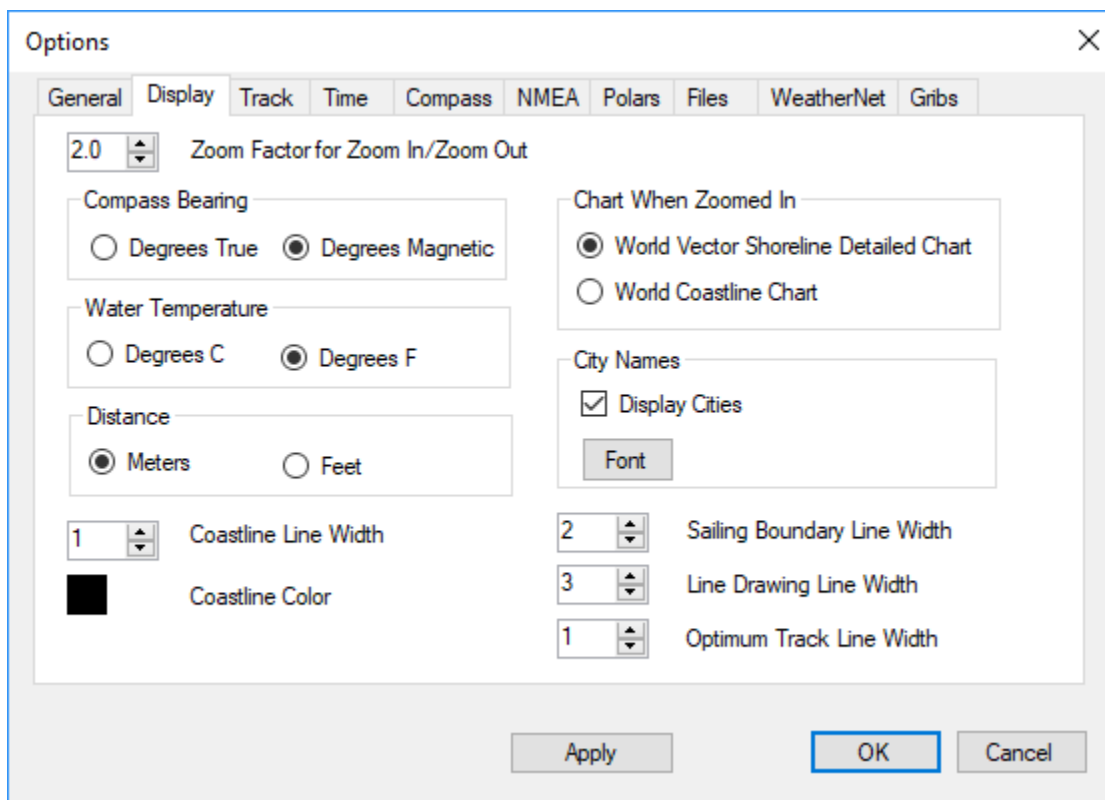 Options
General Display Track Time Compass NMEA Polars Files WeatherNet Gribs
2.0 Zoom Factor for Zoom In/Zoom Out
Compass Bearing
Degrees True Degrees Magnetic
Water Temperature
Degrees C Degrees F
Distance
Meters Feet
1 Coastline Line Width
Coastline Color
Chart When Zoomed In
World Vector Shoreline Detailed Chart
World Coastline Chart
City Names
Display Cities
Font
2 Sailing Boundary Line Width
3 Line Drawing Line Width
1 Optimum Track Line Width
Apply OK Cancel